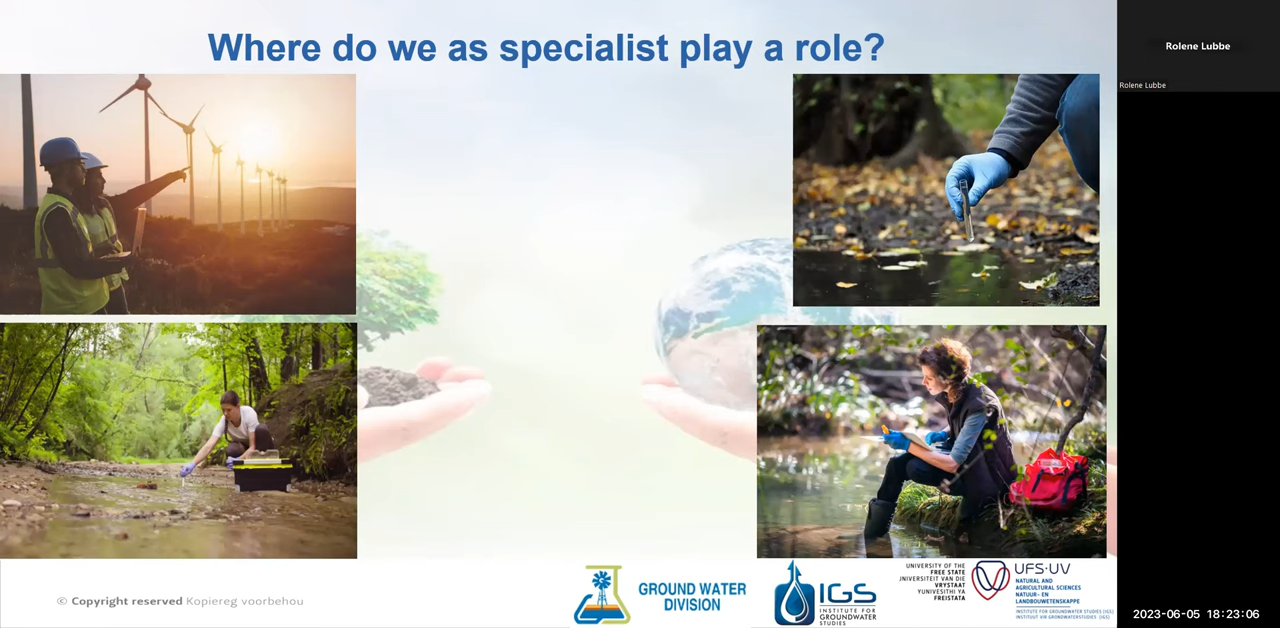 Where do we as specialist play a role?
Rolene Lubbe
Rolene Lubbe
© Copyright reserved Kopiereg voorbehou
GROUND WATER
DIVISION
IGS
INSTITUTE FOR
GROUNDWATER
STUDIES
UNIVERSITY OF THE
FREE STATE
UNIVERSITEIT VAN DIE
VRYSTAAT
YUNIVESITHI YA
FREISTATA
UFS·UV
NATURAL AND
AGRICULTURAL SCIENCES
NATUUR- EN
LANDBOUWETENSKAPPE
INSTITUTE FOR GROUNDWATER STUDIES (IGS)
INSTITUUT VIR GRONDWATERSTUDIES (IGS)
2023-06-05 18:23:06